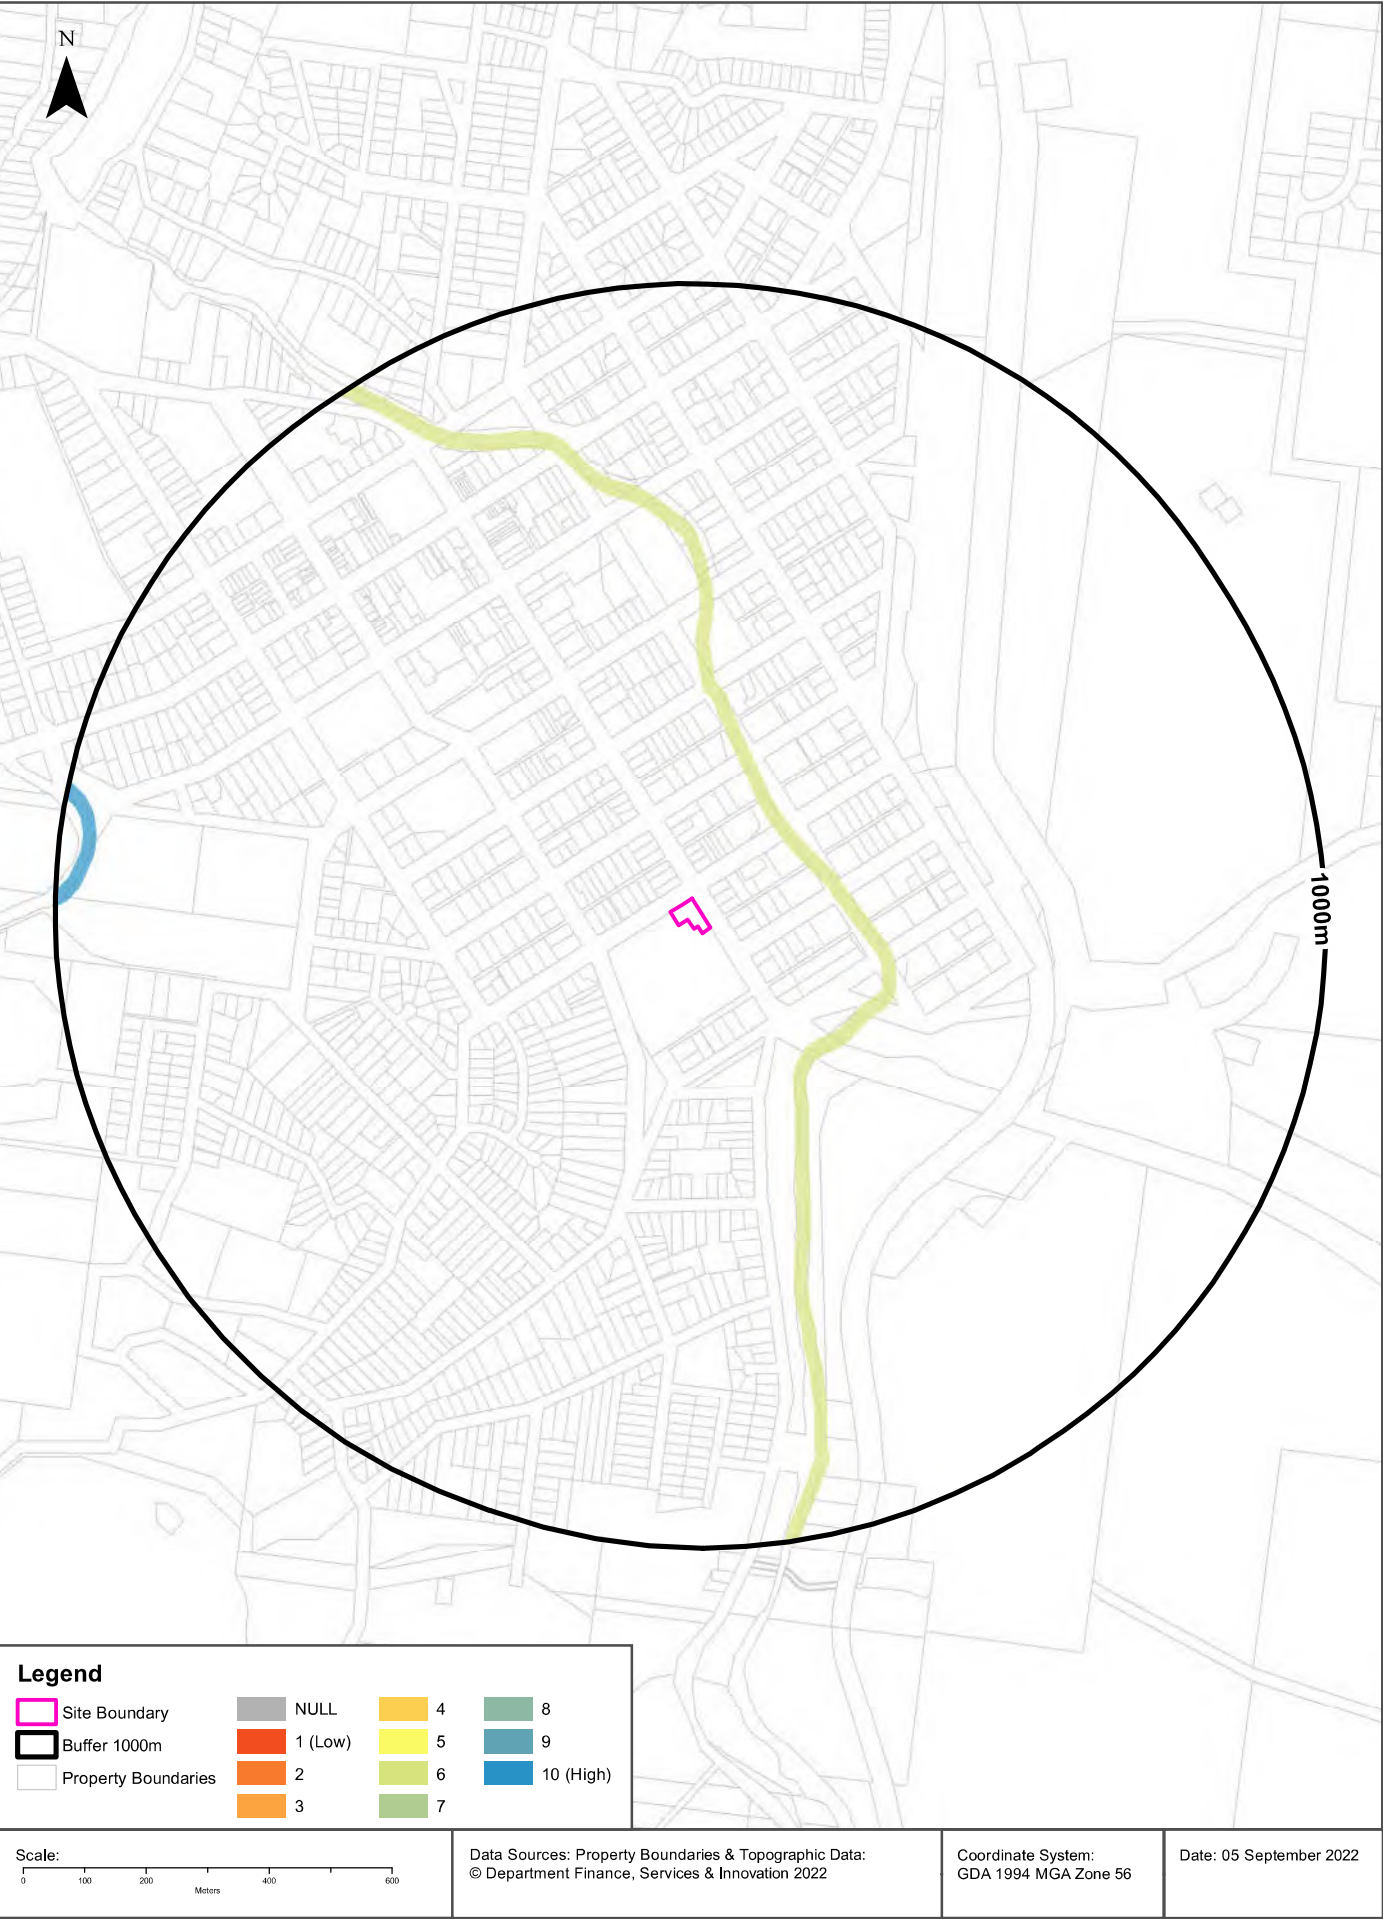 N
1000m
Legend
Site Boundary
Buffer 1000m
Property Boundaries
NULL
1 (Low)
2
3
4
5
6
7
8
9
10 (High)
Scale:
0 100 200 400 600
Meters
Data Sources: Property Boundaries & Topographic Data:
© Department Finance, Services & Innovation 2022
Coordinate System:
GDA 1994 MGA Zone 56
Date: 05 September 2022